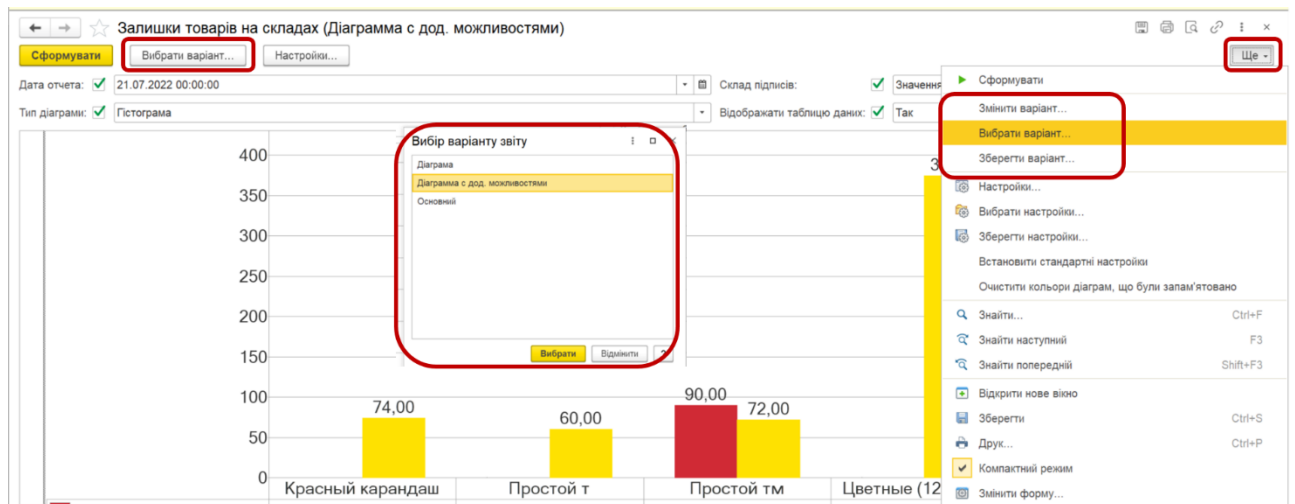 Залишки товарів на складах (Діаграмма с дод. можливостями)
Сформувати Вибрати варіант... Настройки... Ще
Дата отчета: 21.07.2022 00:00:00 Склад підписів: Значення
Тип діаграми: Гістограма Відображати таблицю даних: Так
Сформувати
Змінити варіант...
Вибрати варіант...
Зберегти варіант...
Настройки...
Вибрати настройки...
Зберегти настройки...
Встановити стандартні настройки
Очистити кольори діаграм, що були запам'ятовано
Знайти... Ctrl+F
Знайти наступний F3
Знайти попередній Shift+F3
Відкрити нове вікно
Зберегти Ctrl+S
Друк... Ctrl+P
Компактний режим
Змінити форму...
Вибір варіанту звіту
Діаграма
Діаграмма с дод. можливостями
Основний
Вибрати Відмінити ?
400
350
300
250
200
150
100
50
0
74,00
60,00
90,00
72,00
3
Красный карандаш Простой т Простой тм Цветные (12